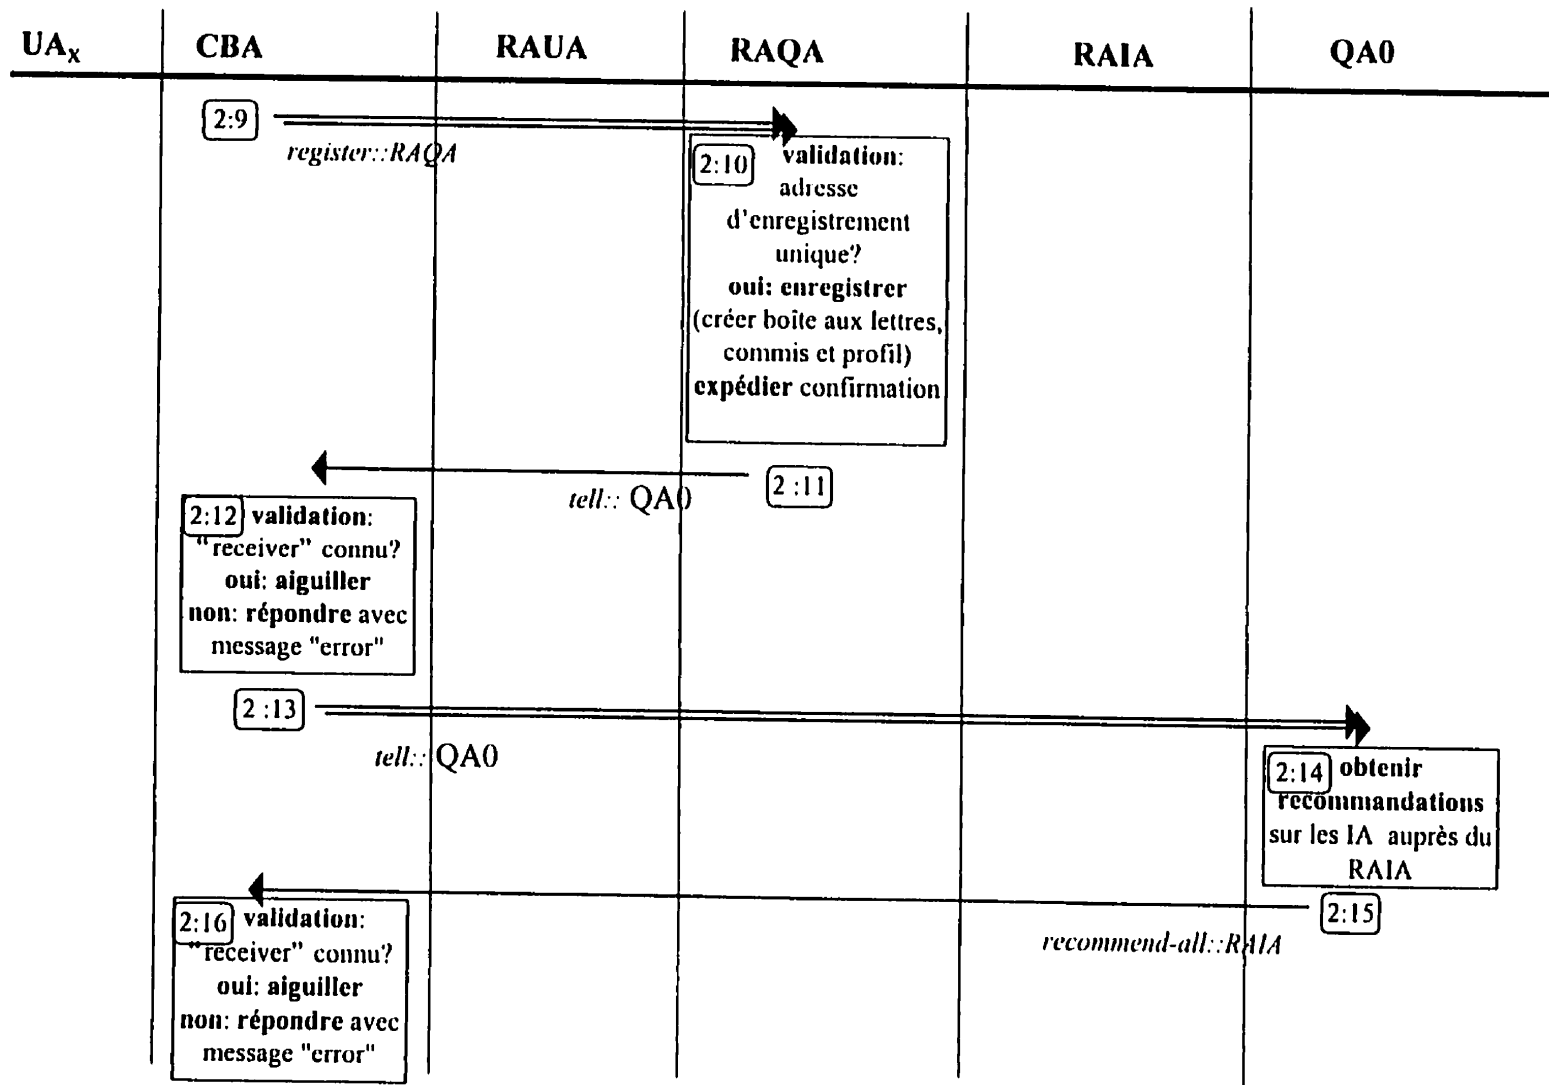 UAx CBA RAUA RAQA RAIA QA0
2:9
register::RAQA
2:10 validation:
adresse
d'enregistrement
unique?
oui: enregistrer
(créer boîte aux lettres,
commis et profil)
expédier confirmation
2 :11
tell:: QA0
2:12 validation:
"receiver" connu?
oui: aiguiller
non: répondre avec
message "error"
2 :13
tell:: QA0
2:14 obtenir
recommandations
sur les IA auprès du
RAIA
2:15
recommend-all::RAIA
2:16 validation:
"receiver" connu?
oui: aiguiller
non: répondre avec
message "error"